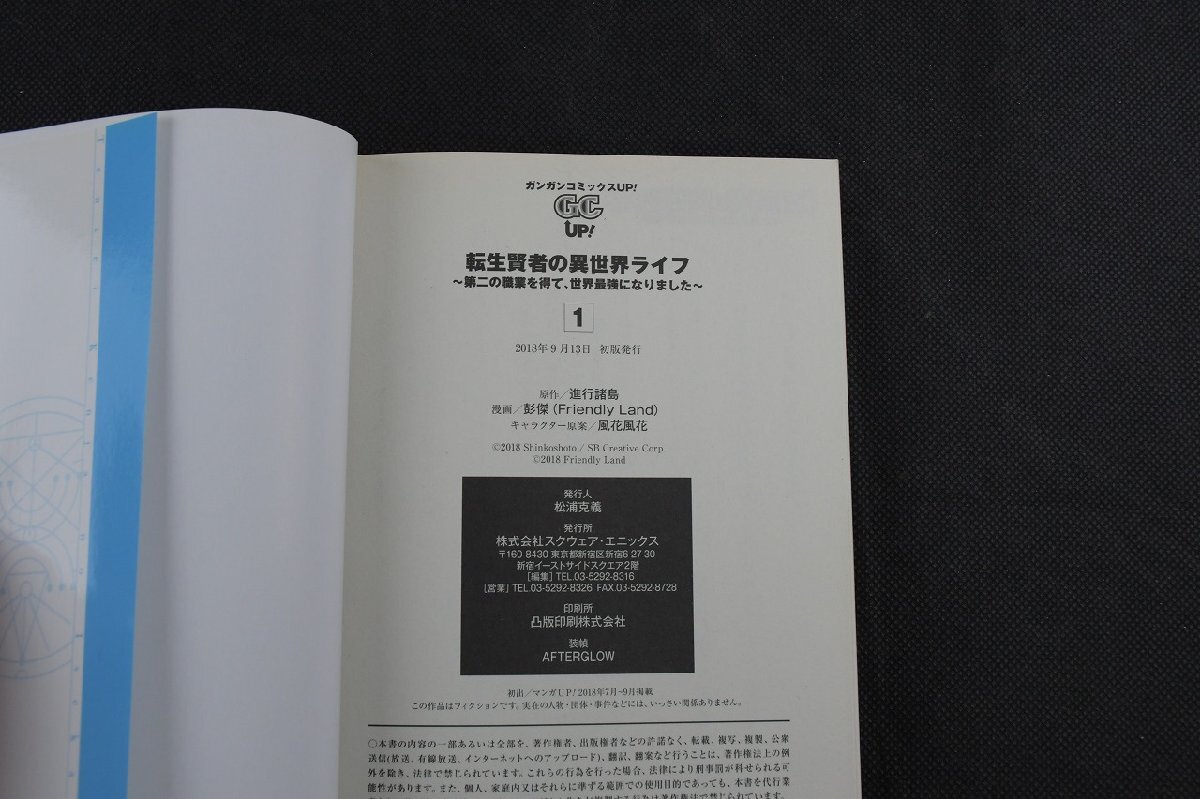 ガンガンコミックスUP!
GC
UP!
転生賢者の異世界ライフ
～第二の職業を得て、世界最強になりました～
1
2018年9月13日 初版発行
原作／進行諸島
漫画／彭傑（Friendly Land）
キャラクター原案／風花風花
©2018 Shinkoshoto / SB Creative Corp.
©2018 Friendly Land
発行人
松浦克義
発行所
株式会社スクウェア・エニックス
〒160-8430 東京都新宿区新宿6-27-30
新宿イーストサイドスクエア2階
［編集］TEL.03-5292-8316
［営業］TEL.03-5292-8326 FAX.03-5292-8728
印刷所
凸版印刷株式会社
装幀
AFTERGLOW
初出／マンガUP! 2018年7月～9月掲載
この作品はフィクションです。実在の人物・団体・事件などには、いっさい関係ありません。
○本書の内容の一部あるいは全部を、著作権者、出版権者などの許諾なく、転載、複写、複製、公衆
送信（放送、有線放送、インターネットへのアップロード）、翻訳、翻案など行うことは、著作権法上の例
外を除き、法律で禁じられています。これらの行為を行った場合、法律により刑事罰が科せられる可
能性があります。また、個人、家庭内又はそれらに準ずる範囲での使用目的であっても、本書を代行業